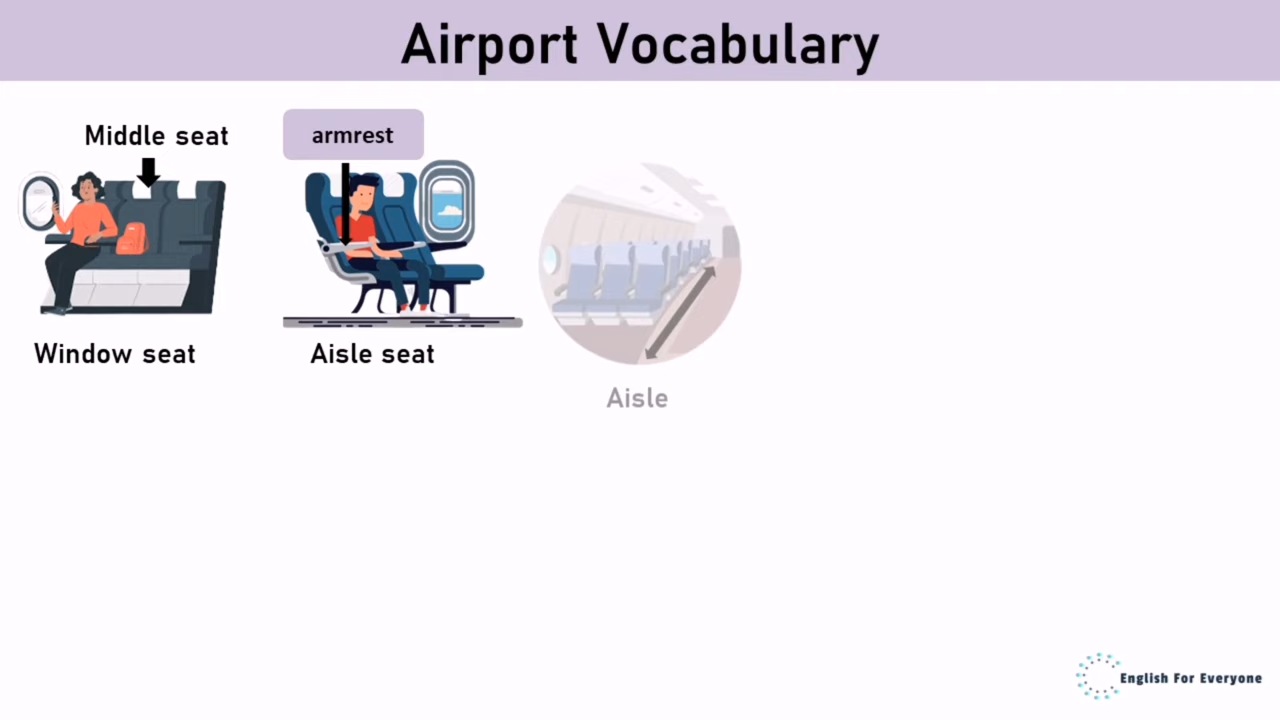 Airport Vocabulary
Middle seat
armrest
Window seat
Aisle seat
Aisle
English For Everyone